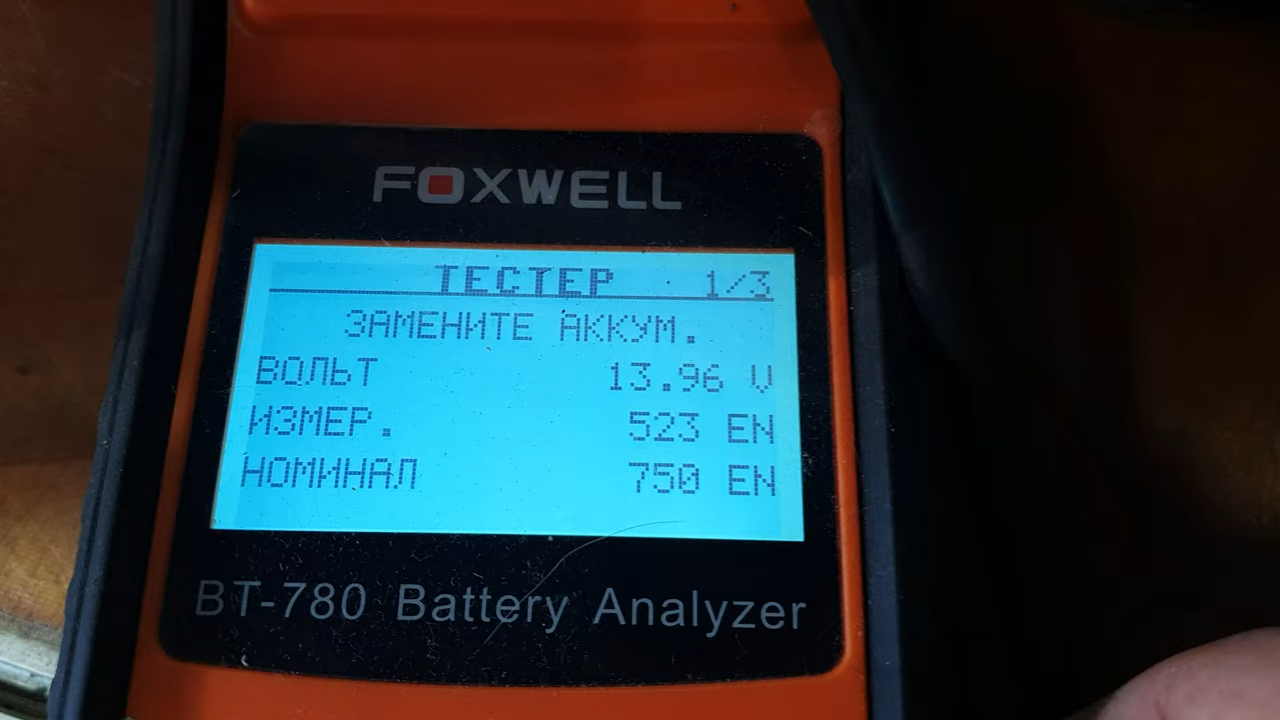 FOXWELL
ТЕСТЕР 1/3
ЗАМЕНИТЕ АККУМ.
ВОЛЬТ 13.96 V
ИЗМЕР. 523 EN
НОМИНАЛ 750 EN
BT-780 Battery Analyzer